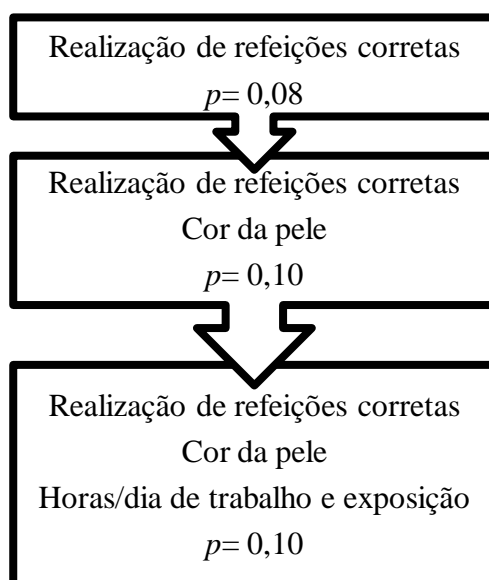 Realização de refeições corretas
p= 0,08
Realização de refeições corretas
Cor da pele
p= 0,10
Realização de refeições corretas
Cor da pele
Horas/dia de trabalho e exposição
p= 0,10